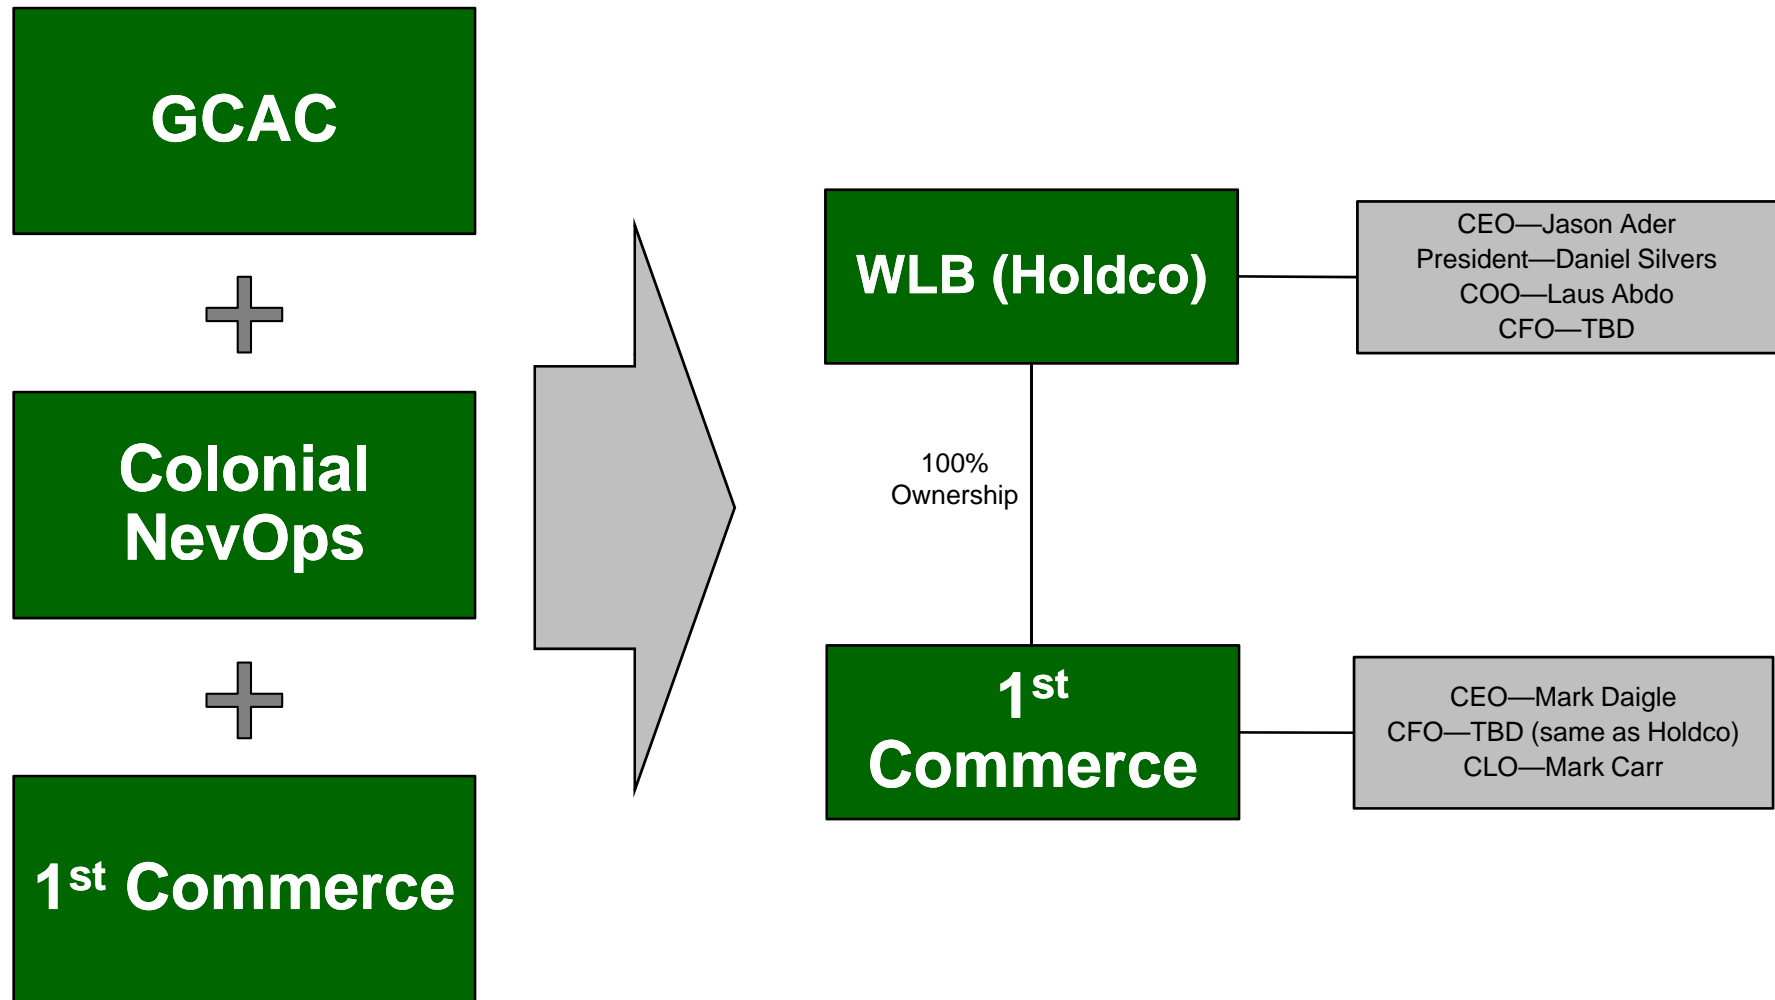 GCAC
Colonial
NevOps
1st Commerce
WLB (Holdco)
CEO—Jason Ader
President—Daniel Silvers
COO—Laus Abdo
CFO—TBD
100%
Ownership
1st
Commerce
CEO—Mark Daigle
CFO—TBD (same as Holdco)
CLO—Mark Carr